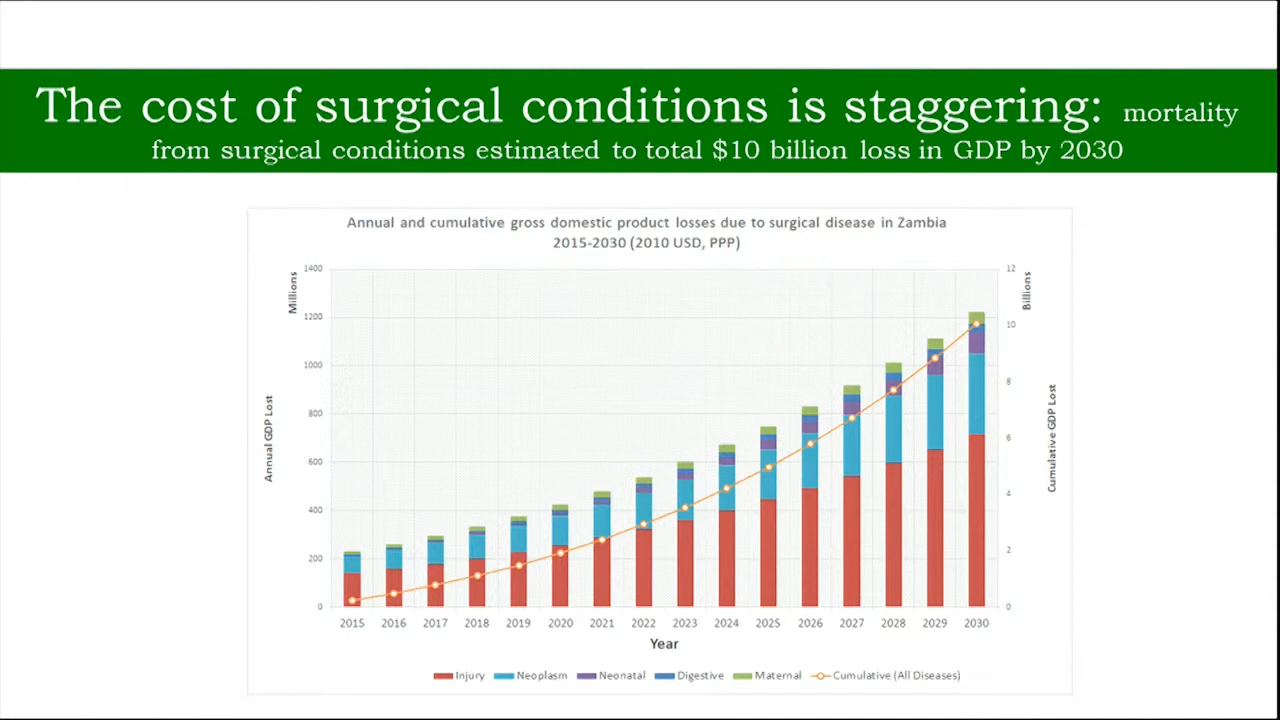 The cost of surgical conditions is staggering: mortality
from surgical conditions estimated to total $10 billion loss in GDP by 2030
Annual and cumulative gross domestic product losses due to surgical disease in Zambia
2015-2030 (2010 USD, PPP)
Millions
Billions
1400
1200
1000
800
600
400
200
0
12
10
8
6
4
2
0
Annual GDP Lost
Cumulative GDP Lost
2015 2016 2017 2018 2019 2020 2021 2022 2023 2024 2025 2026 2027 2028 2029 2030
Year
Injury Neoplasm Neonatal Digestive Maternal Cumulative (All Diseases)